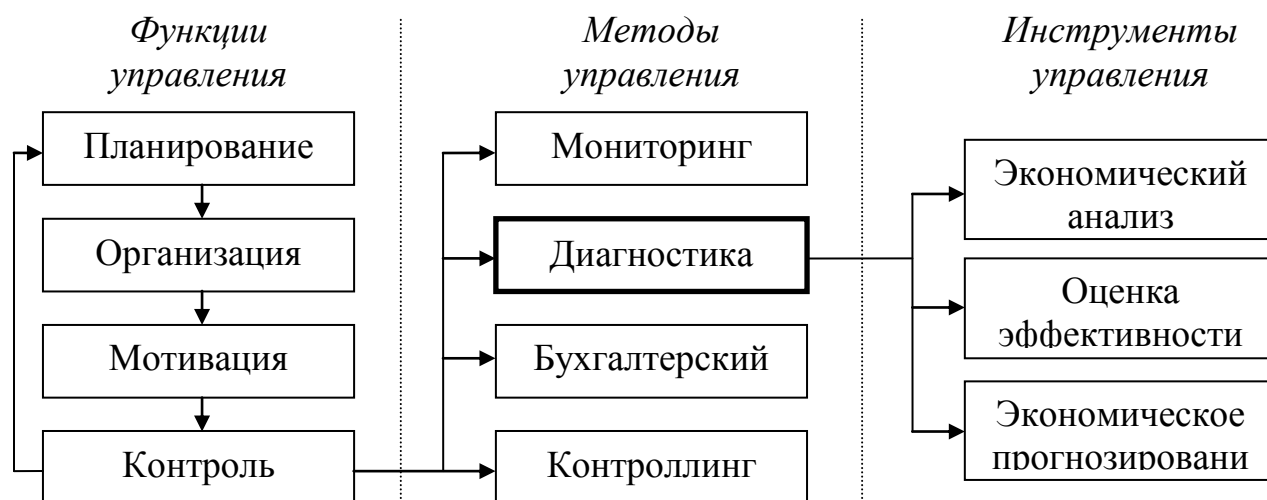 Функции
управления
Методы
управления
Инструменты
управления
Планирование
Организация
Мотивация
Контроль
Мониторинг
Диагностика
Бухгалтерский
Контроллинг
Экономический
анализ
Оценка
эффективности
Экономическое
прогнозировани